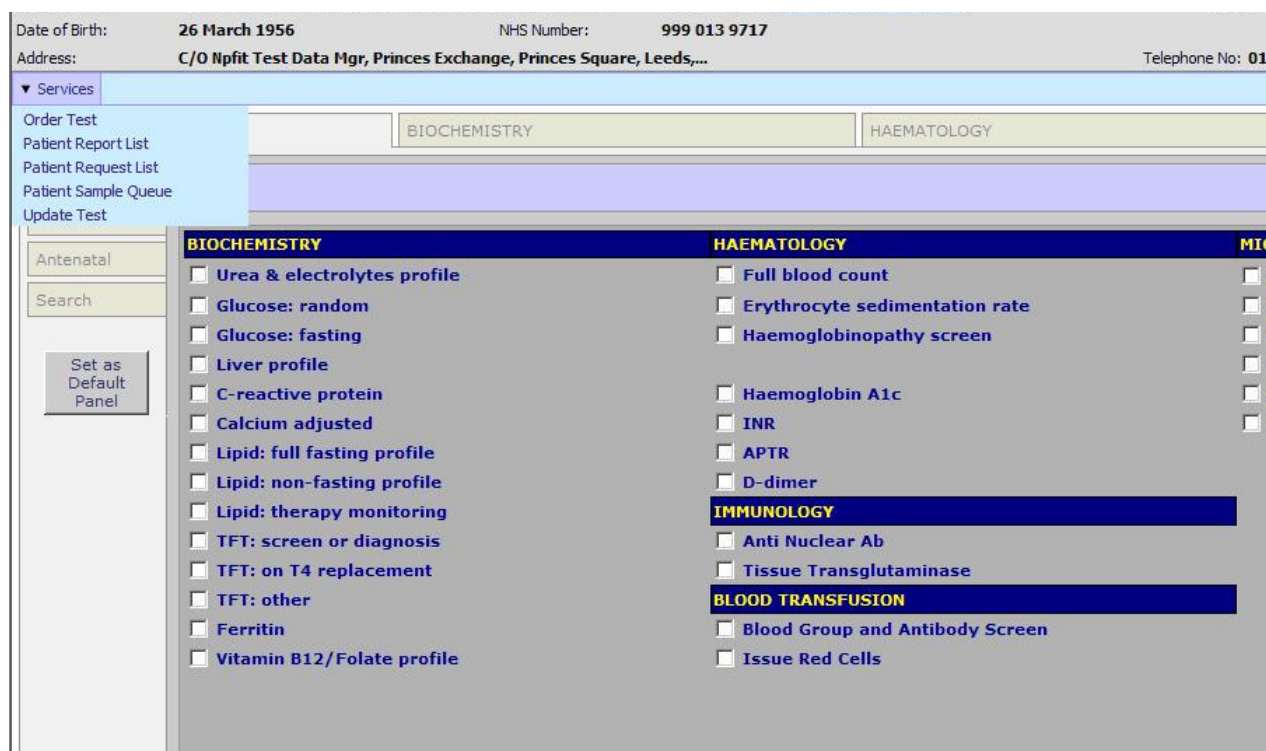 Date of Birth: 26 March 1956 NHS Number: 999 013 9717
Address: C/O Npfit Test Data Mgr, Princes Exchange, Princes Square, Leeds,... Telephone No: 01
▼ Services
Order Test
Patient Report List
Patient Request List
Patient Sample Queue
Update Test
BIOCHEMISTRY HAEMATOLOGY
Antenatal
Search
Set as
Default
Panel
BIOCHEMISTRY
Urea & electrolytes profile
Glucose: random
Glucose: fasting
Liver profile
C-reactive protein
Calcium adjusted
Lipid: full fasting profile
Lipid: non-fasting profile
Lipid: therapy monitoring
TFT: screen or diagnosis
TFT: on T4 replacement
TFT: other
Ferritin
Vitamin B12/Folate profile
HAEMATOLOGY
Full blood count
Erythrocyte sedimentation rate
Haemoglobinopathy screen
Haemoglobin A1c
INR
APTR
D-dimer
IMMUNOLOGY
Anti Nuclear Ab
Tissue Transglutaminase
BLOOD TRANSFUSION
Blood Group and Antibody Screen
Issue Red Cells